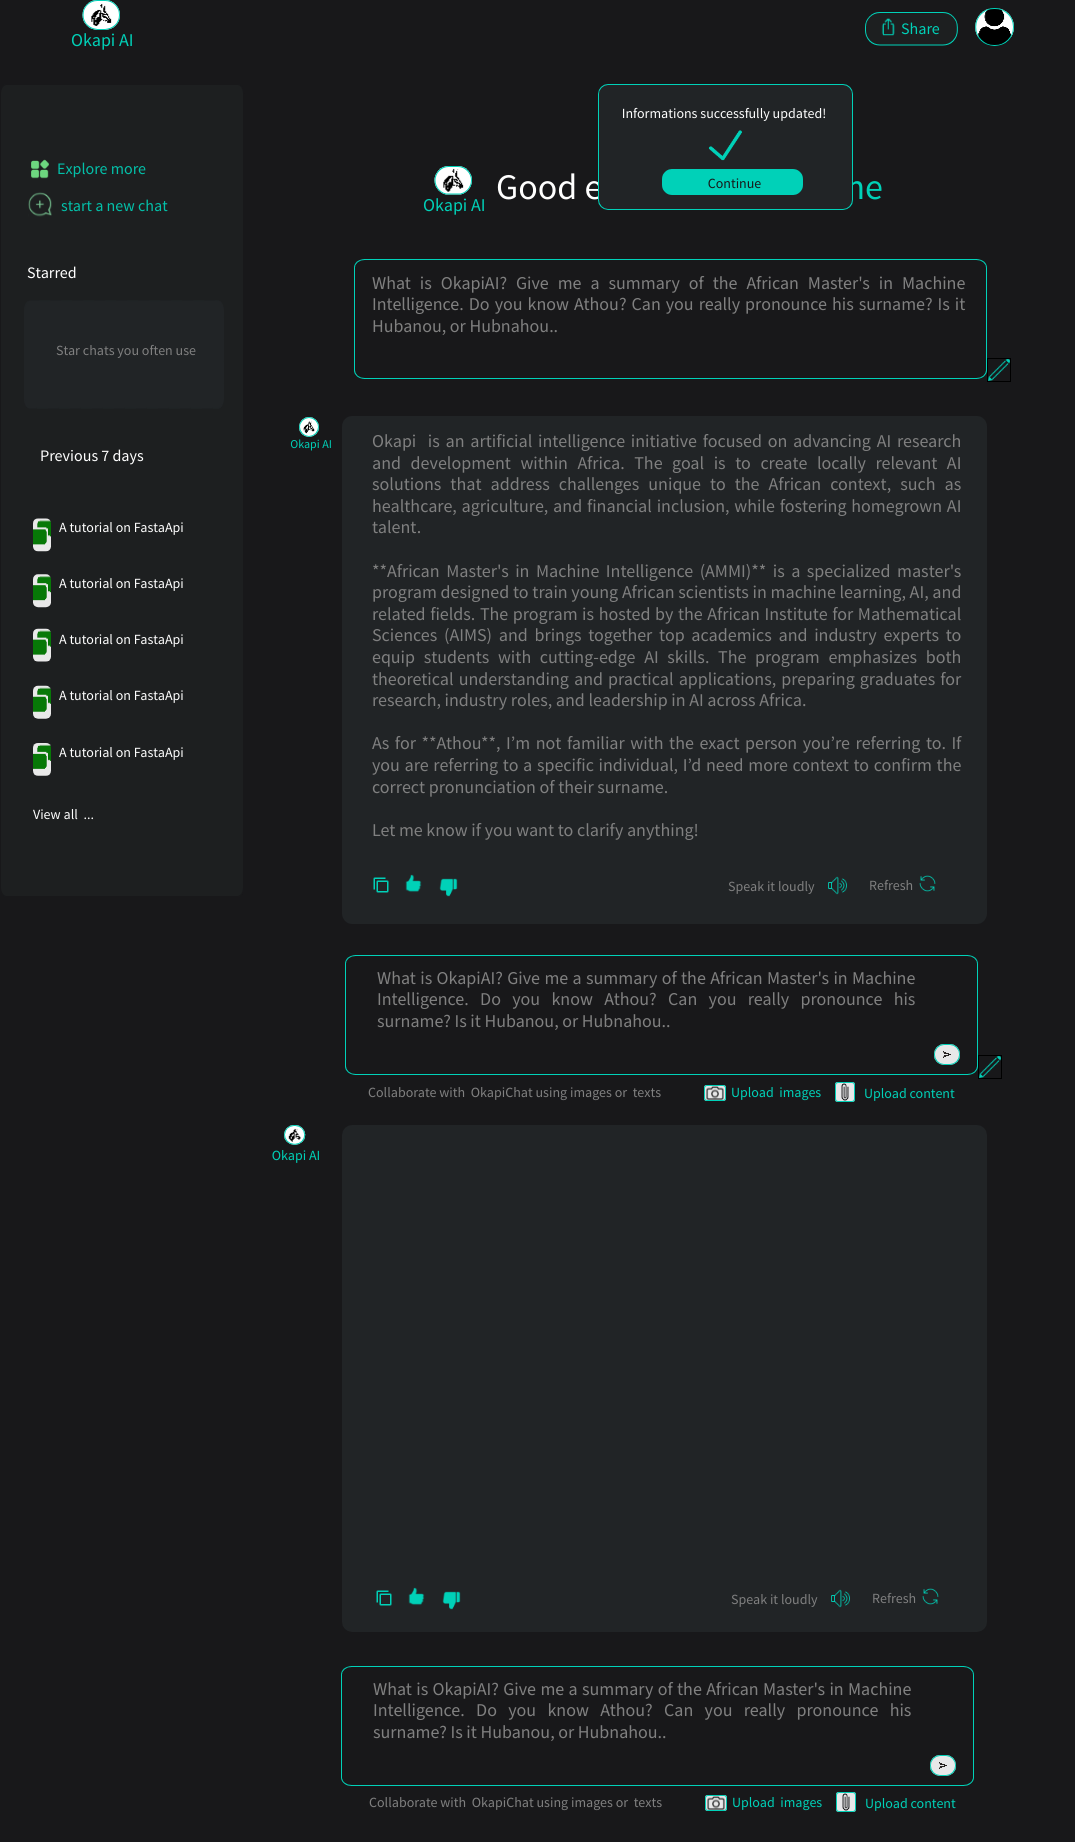 Okapi AI
Share
Informations successfully updated!
Continue
Explore more
start a new chat
Okapi AI
Good
Starred
Star chats you often use
Previous 7 days
A tutorial on FastaApi
A tutorial on FastaApi
A tutorial on FastaApi
A tutorial on FastaApi
A tutorial on FastaApi
View all ...
What is OkapiAI? Give me a summary of the African Master's in Machine
Intelligence. Do you know Athou? Can you really pronounce his surname? Is it
Hubanou, or Hubnahou..
Okapi AI
Okapi is an artificial intelligence initiative focused on advancing AI research
and development within Africa. The goal is to create locally relevant AI
solutions that address challenges unique to the African context, such as
healthcare, agriculture, and financial inclusion, while fostering homegrown AI
talent.
**African Master's in Machine Intelligence (AMMI)** is a specialized master's
program designed to train young African scientists in machine learning, AI, and
related fields. The program is hosted by the African Institute for Mathematical
Sciences (AIMS) and brings together top academics and industry experts to
equip students with cutting-edge AI skills. The program emphasizes both
theoretical understanding and practical applications, preparing graduates for
research, industry roles, and leadership in AI across Africa.
As for **Athou**, I’m not familiar with the exact person you’re referring to. If
you are referring to a specific individual, I’d need more context to confirm the
correct pronunciation of their surname.
Let me know if you want to clarify anything!
Speak it loudly
Refresh
What is OkapiAI? Give me a summary of the African Master's in Machine
Intelligence. Do you know Athou? Can you really pronounce his
surname? Is it Hubanou, or Hubnahou..
Collaborate with OkapiChat using images or texts
Upload images
Upload content
Okapi AI
Speak it loudly
Refresh
What is OkapiAI? Give me a summary of the African Master's in Machine
Intelligence. Do you know Athou? Can you really pronounce his
surname? Is it Hubanou, or Hubnahou..
Collaborate with OkapiChat using images or texts
Upload images
Upload content